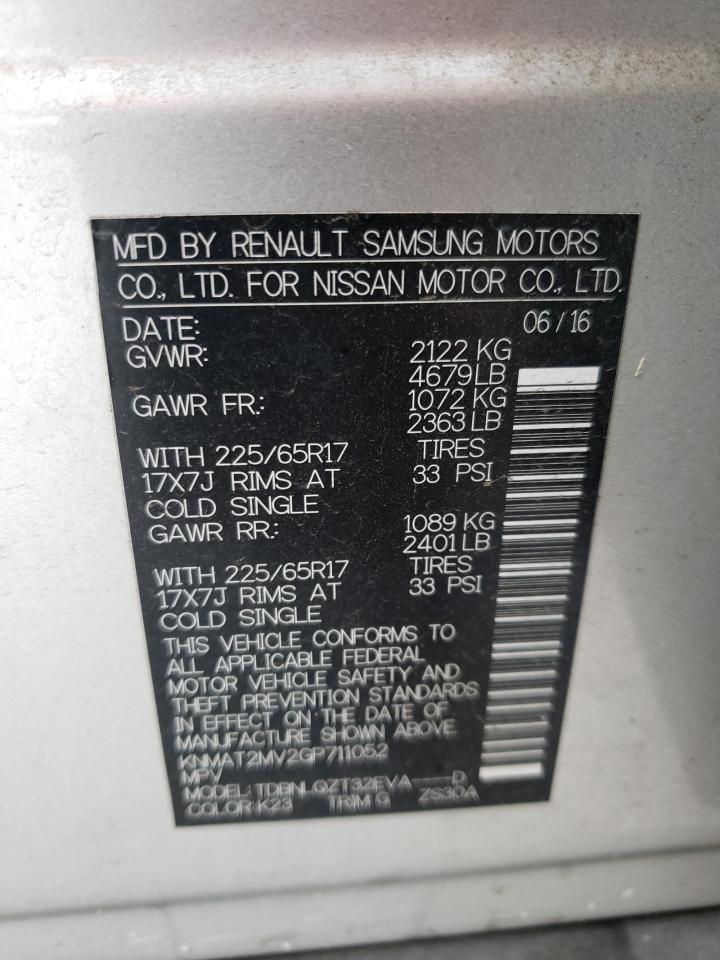 MFD BY RENAULT SAMSUNG MOTORS
CO., LTD. FOR NISSAN MOTOR CO., LTD.
DATE: 06/16
GVWR: 2122 KG
4679LB
GAWR FR.: 1072 KG
2363 LB
WITH 225/65R17 TIRES
17X7J RIMS AT 33 PSI
COLD SINGLE
GAWR RR.: 1089 KG
2401LB
WITH 225/65R17 TIRES
17X7J RIMS AT 33 PSI
COLD SINGLE
THIS VEHICLE CONFORMS TO
ALL APPLICABLE FEDERAL
MOTOR VEHICLE SAFETY AND
THEFT PREVENTION STANDARDS
IN EFFECT ON THE DATE OF
MANUFACTURE SHOWN ABOVE.
KNMAT2MV2GP711052
MPV
MODEL: TDBNLGZT32EVA----D
COLOR: K23 TRIM: G ZS30A